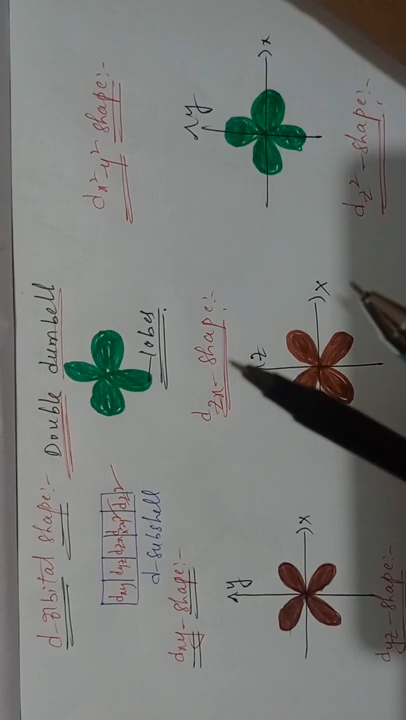 d-orbital shape:- Double dumbell
lobes
dxy dyz dzx dx²-y² dz²
d-subshell
dxy-shape:-
dzx-shape:-
dx²-y² shape:-
y
x
z
x
y
x
dyz-shape:-
dz²-shape:-